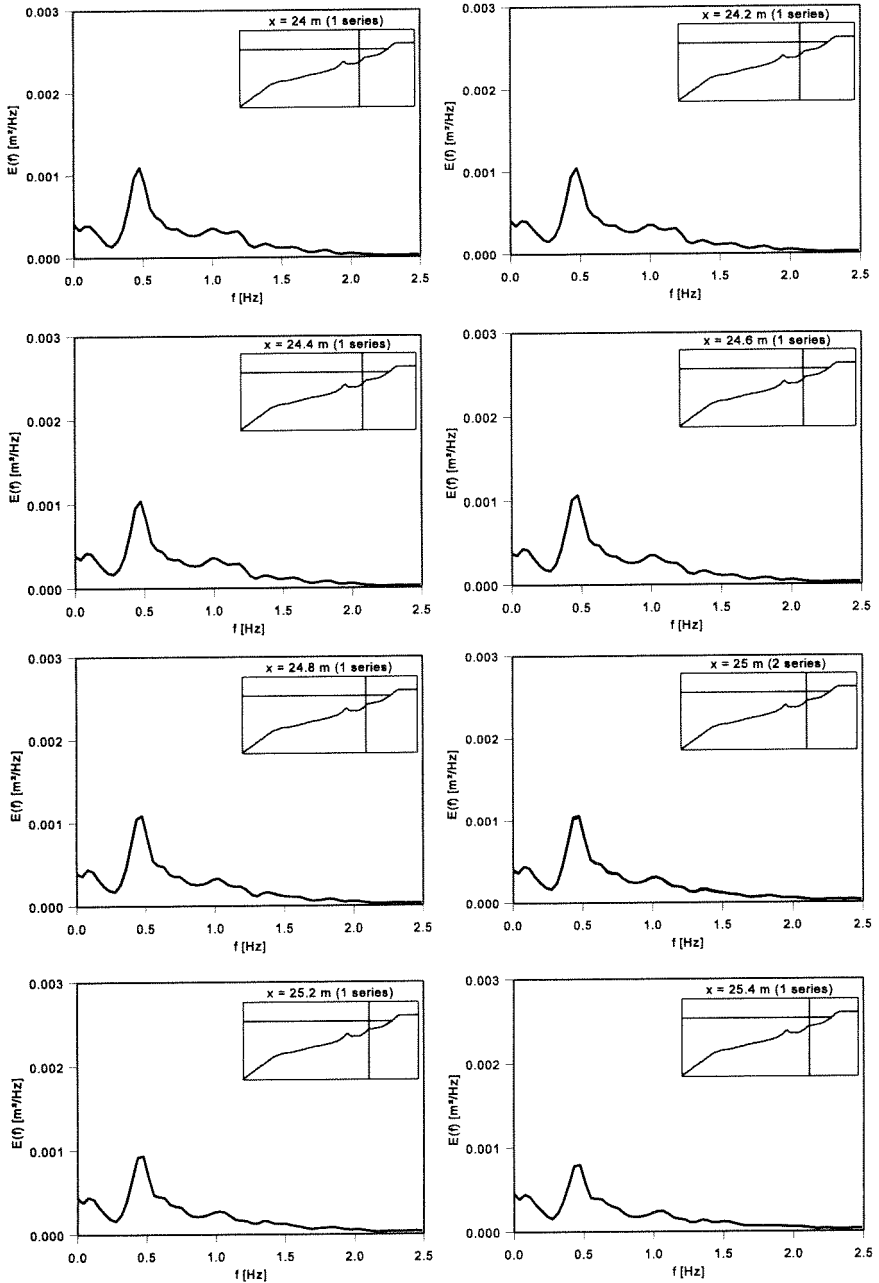 x = 24 m (1 series)
E(f) [m²/Hz]
0.003
0.002
0.001
0.000
0.0 0.5 1.0 1.5 2.0 2.5
f [Hz]
x = 24.2 m (1 series)
E(f) [m²/Hz]
0.003
0.002
0.001
0.000
0.0 0.5 1.0 1.5 2.0 2.5
f [Hz]
x = 24.4 m (1 series)
E(f) [m²/Hz]
0.003
0.002
0.001
0.000
0.0 0.5 1.0 1.5 2.0 2.5
f [Hz]
x = 24.6 m (1 series)
E(f) [m²/Hz]
0.003
0.002
0.001
0.000
0.0 0.5 1.0 1.5 2.0 2.5
f [Hz]
x = 24.8 m (1 series)
E(f) [m²/Hz]
0.003
0.002
0.001
0.000
0.0 0.5 1.0 1.5 2.0 2.5
f [Hz]
x = 25 m (2 series)
E(f) [m²/Hz]
0.003
0.002
0.001
0.000
0.0 0.5 1.0 1.5 2.0 2.5
f [Hz]
x = 25.2 m (1 series)
E(f) [m²/Hz]
0.003
0.002
0.001
0.000
0.0 0.5 1.0 1.5 2.0 2.5
f [Hz]
x = 25.4 m (1 series)
E(f) [m²/Hz]
0.003
0.002
0.001
0.000
0.0 0.5 1.0 1.5 2.0 2.5
f [Hz]